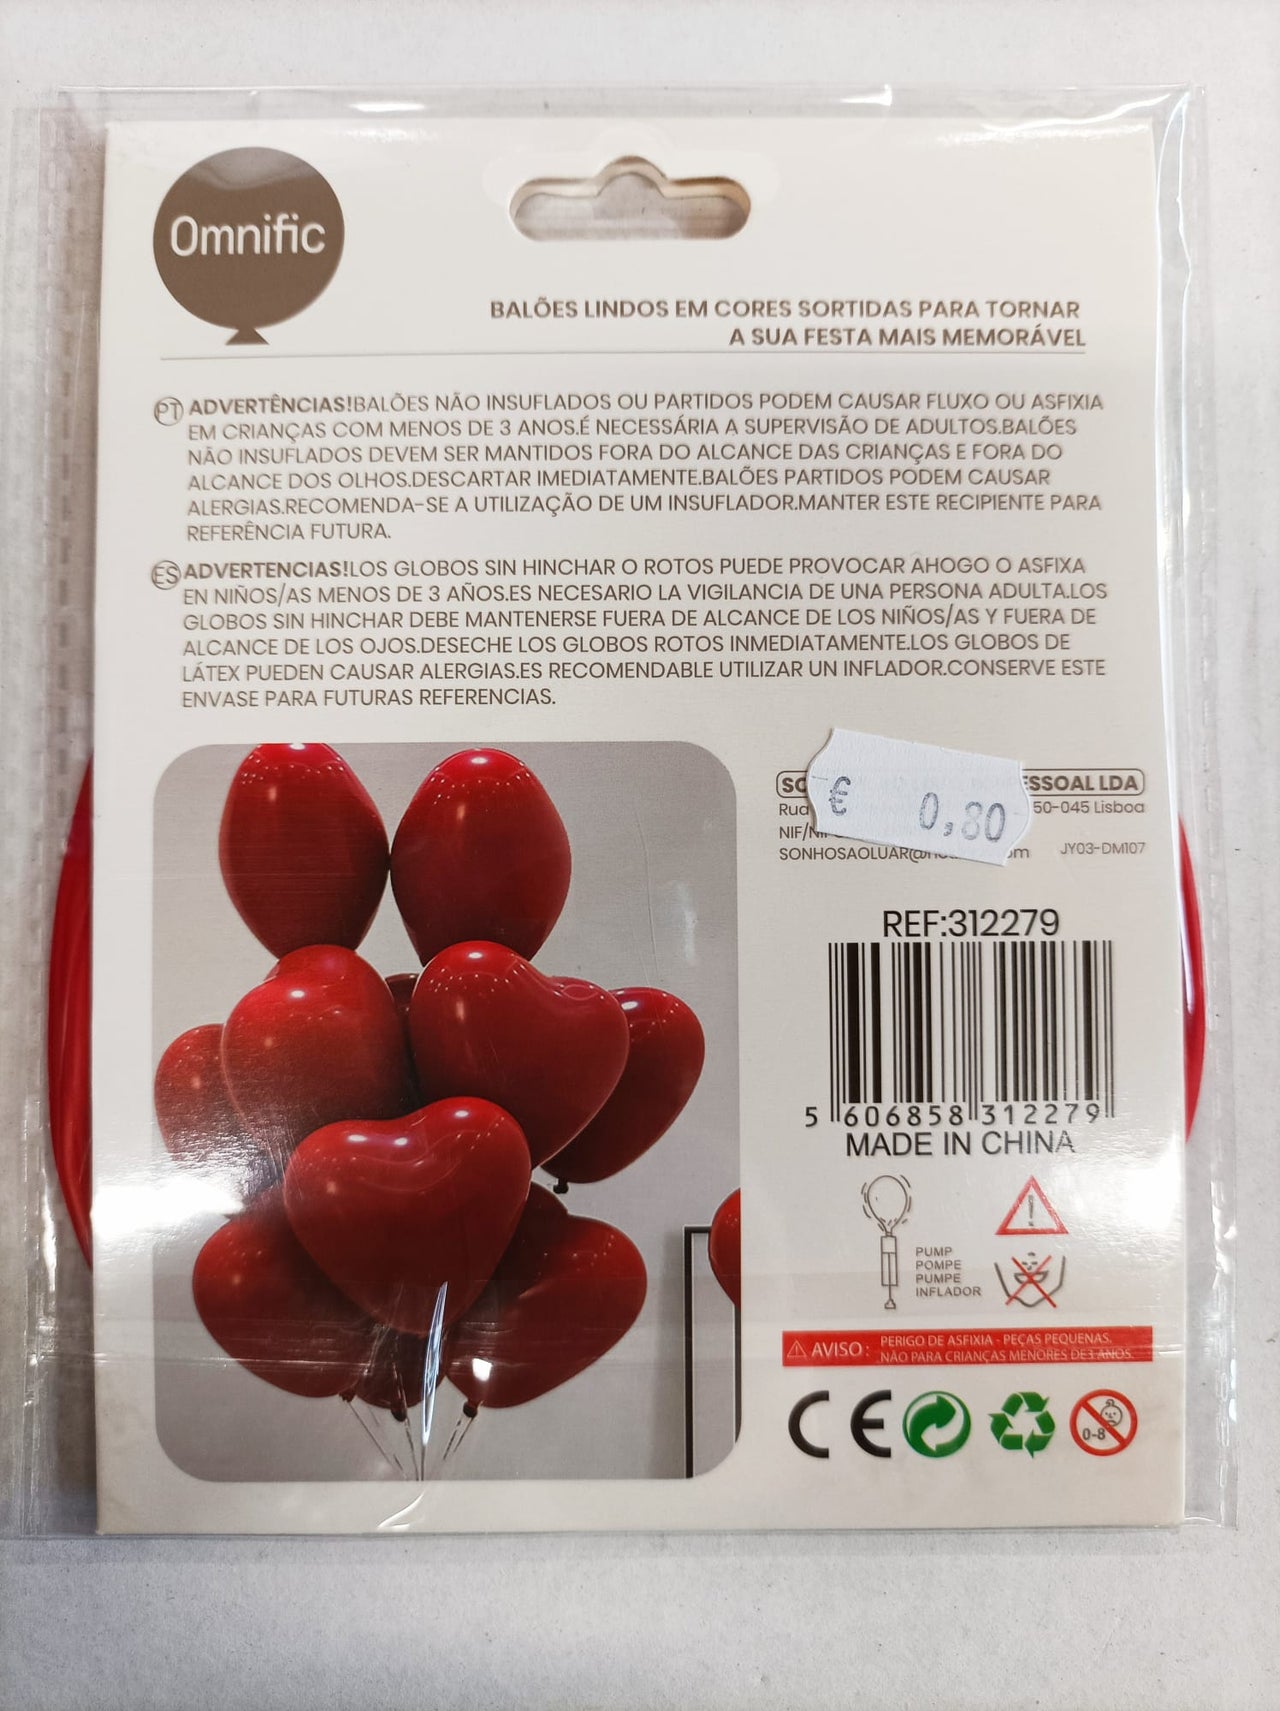 Omnific
BALÕES LINDOS EM CORES SORTIDAS PARA TORNAR
A SUA FESTA MAIS MEMORÁVEL
PT ADVERTÊNCIAS!BALÕES NÃO INSUFLADOS OU PARTIDOS PODEM CAUSAR FLUXO OU ASFIXIA
EM CRIANÇAS COM MENOS DE 3 ANOS.É NECESSÁRIA A SUPERVISÃO DE ADULTOS.BALÕES
NÃO INSUFLADOS DEVEM SER MANTIDOS FORA DO ALCANCE DAS CRIANÇAS E FORA DO
ALCANCE DOS OLHOS.DESCARTAR IMEDIATAMENTE.BALÕES PARTIDOS PODEM CAUSAR
ALERGIAS.RECOMENDA-SE A UTILIZAÇÃO DE UM INSUFLADOR.MANTER ESTE RECIPIENTE PARA
REFERÊNCIA FUTURA.
ES ADVERTENCIAS!LOS GLOBOS SIN HINCHAR O ROTOS PUEDE PROVOCAR AHOGO O ASFIXA
EN NIÑOS/AS MENOS DE 3 AÑOS.ES NECESARIO LA VIGILANCIA DE UNA PERSONA ADULTA.LOS
GLOBOS SIN HINCHAR DEBE MANTENERSE FUERA DE ALCANCE DE LOS NIÑOS/AS Y FUERA DE
ALCANCE DE LOS OJOS.DESECHE LOS GLOBOS ROTOS INMEDIATAMENTE.LOS GLOBOS DE
LÁTEX PUEDEN CAUSAR ALERGIAS.ES RECOMENDABLE UTILIZAR UN INFLADOR.CONSERVE ESTE
ENVASE PARA FUTURAS REFERENCIAS.
LDA
€ 0,80
Rua 50-045 Lisboa
JY03-DM107
REF:312279
5 606858 312279
MADE IN CHINA
PUMP
POMPE
PUMPE
INFLADOR
AVISO: PERIGO DE ASFIXIA - PEÇAS PEQUENAS.
NÃO PARA CRIANÇAS MENORES DE3 ANOS.
CE
0-8